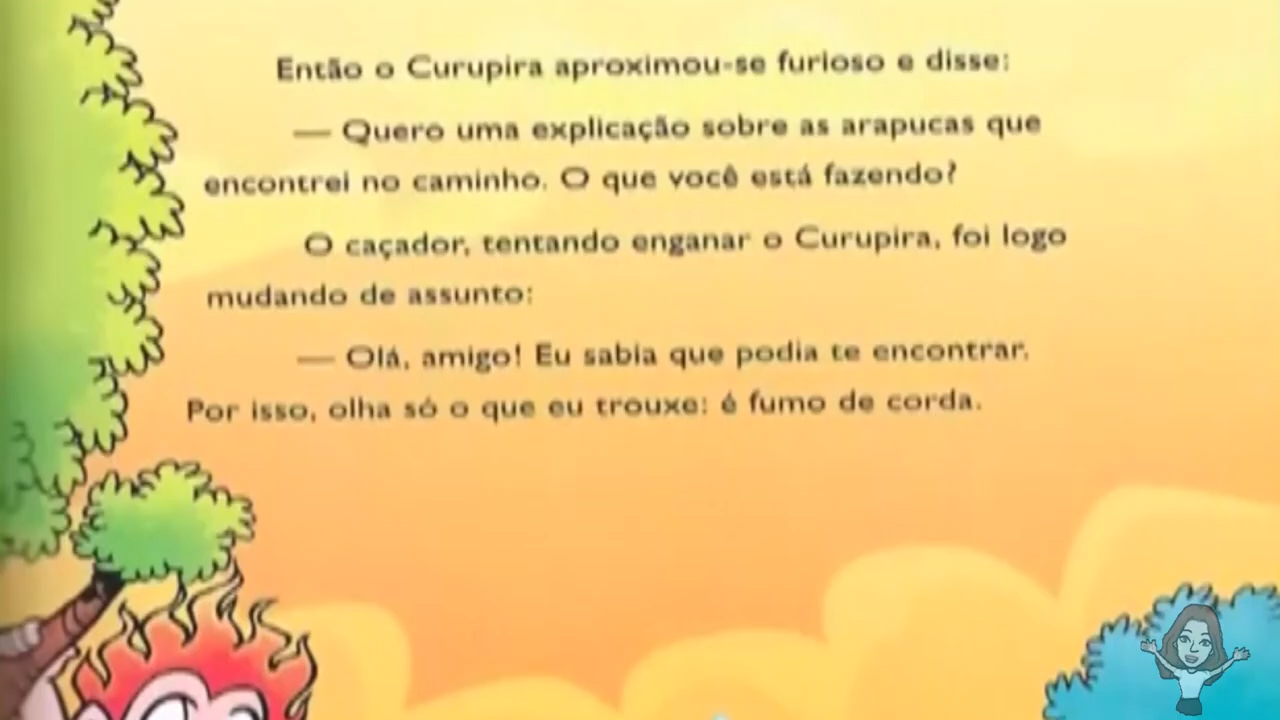 Então o Curupira aproximou-se furioso e disse:
— Quero uma explicação sobre as arapucas que
encontrei no caminho. O que você está fazendo?
O caçador, tentando enganar o Curupira, foi logo
mudando de assunto:
— Olá, amigo! Eu sabia que podia te encontrar.
Por isso, olha só o que eu trouxe: é fumo de corda.